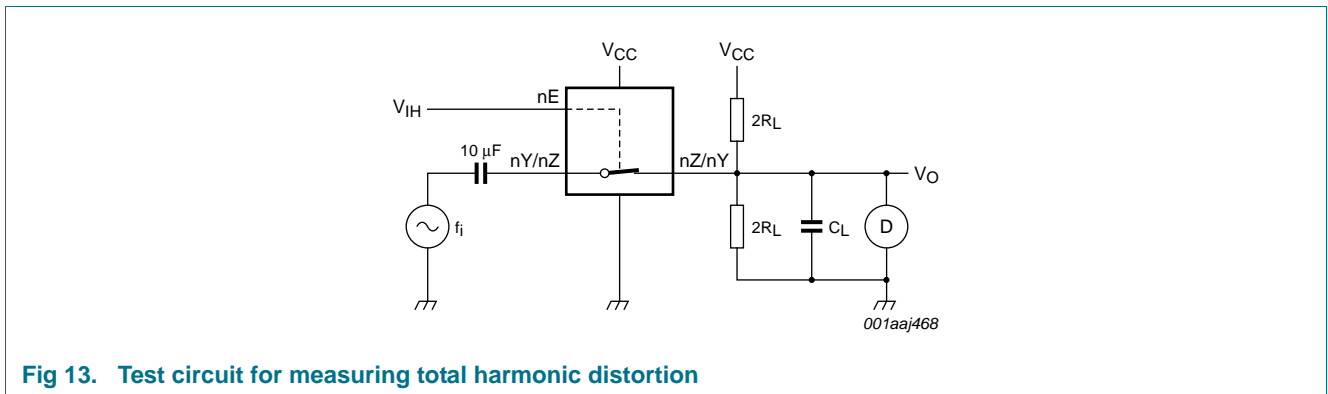 VCC VCC
nE
VIH
2RL
10 μF nY/nZ nZ/nY
VO
fi 2RL CL D
001aaj468
Fig 13. Test circuit for measuring total harmonic distortion